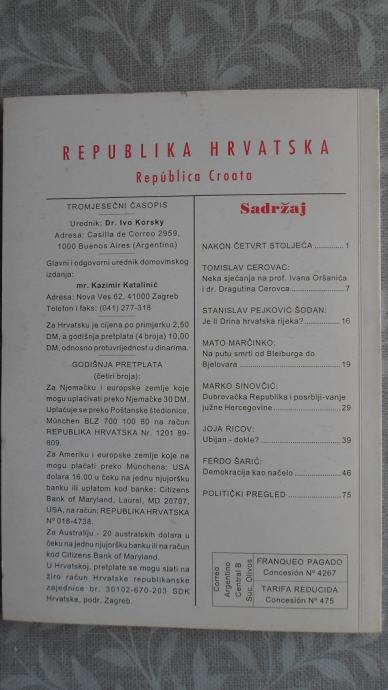 REPUBLIKA HRVATSKA
República Croata
TROMJESEČNI ČASOPIS
Urednik: Dr. Ivo Korsky
Adresa: Casilla de Correo 2959,
1000 Buenos Aires (Argentina)
Glavni i odgovorni urednik domovinskog
izdanja:
mr. Kazimir Katalinić
Adresa: Nova Ves 62, 41000 Zagreb
Telefon i faks: (041) 277-318
Za Hrvatsku je cijena po primjerku 2,50
DM, a godišnja pretplata (4 broja) 10,00
DM, odnosno protuvrijednost u dinarima.
GODIŠNJA PRETPLATA
(četiri broja):
Za Njemačku i europske zemlje koje
mogu uplaćivati preko Njemačke 30 DM.
Uplaćuje se preko Poštanske štedionice,
München BLZ 700 100 80 na račun
REPUBLIKA HRVATSKA Nr. 1201 89-
809.
Za Ameriku i europske zemlje koje ne
mogu plaćati preko Münchena: USA
dolara 16.00 u čeku na jednu njujoršku
banku ili uplatom kod banke: Citizens
Bank of Maryland, Laurel, MD 20707,
USA, na račun: REPUBLIKA HRVATSKA
Nº 018-4738.
Za Australiju - 20 australskih dolara u
čeku na jednu njujoršku banku ili na račun
kod Citizens Bank of Maryland.
U Hrvatskoj, pretplate se mogu slati na
žiro račun Hrvatske republikanske
zajednice br. 30102-670-203 SDK
Hrvatske, podr. Zagreb.
Sadržaj
NAKON ČETVRT STOLJEĆA ............ 1
TOMISLAV CEROVAC:
Neka sjećanja na prof. Ivana Oršanića
i dr. Dragutina Cerovca ............ 7
STANISLAV PEJKOVIĆ ŠODAN:
Je li Drina hrvatska rijeka? ............ 16
MATO MARČINKO:
Na putu smrti od Bleiburga do
Bjelovara ............ 19
MARKO SINOVČIĆ:
Dubrovačka Republika i posrblji-vanje
južne Hercegovine ............ 29
JOJA RICOV:
Ubijan - dokle? ............ 39
FERDO ŠARIĆ:
Demokracija kao načelo ............ 46
POLITIČKI PREGLED ............ 75
Correo
Argentino
Central B
Suc. Olivos
FRANQUEO PAGADO
Concesión Nº 4267
TARIFA REDUCIDA
Concesión Nº 475